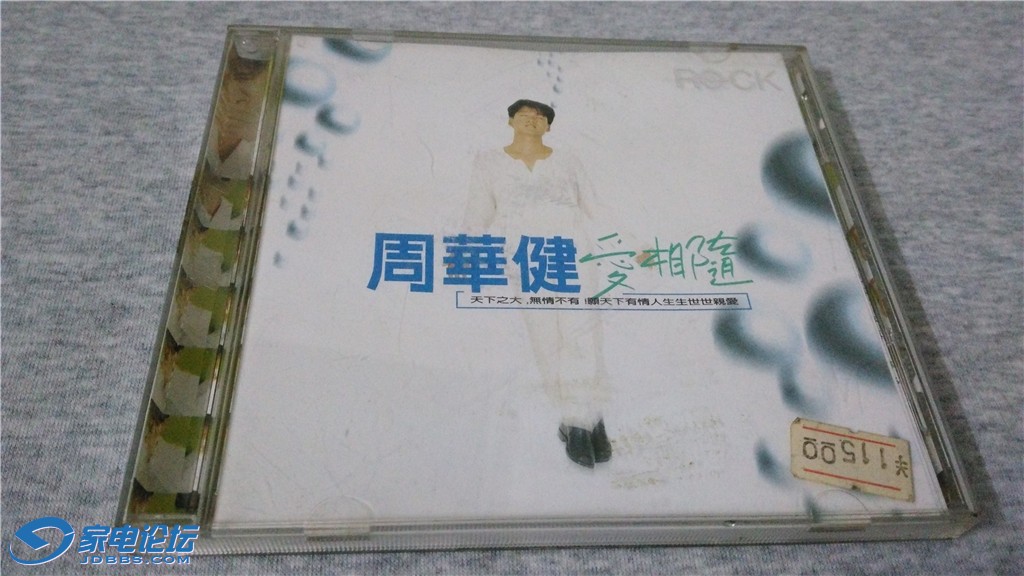 ROCK
周華健 愛相隨
天下之大,無情不有!願天下有情人生生世世親愛
*11500
家电论坛
JDBBS.COM